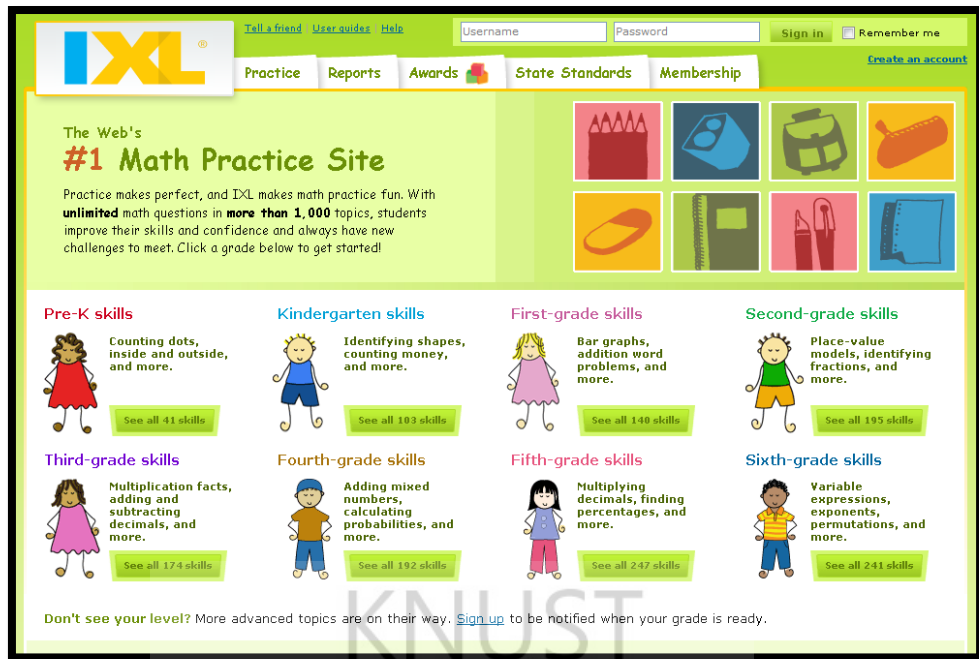 Tell a friend | User guides | Help
Username
Password
Sign in
Remember me
Create an account
IXL®
Practice
Reports
Awards
State Standards
Membership
The Web's
#1 Math Practice Site
Practice makes perfect, and IXL makes math practice fun. With
unlimited math questions in more than 1,000 topics, students
improve their skills and confidence and always have new
challenges to meet. Click a grade below to get started!
Pre-K skills
Counting dots,
inside and outside,
and more.
See all 41 skills
Kindergarten skills
Identifying shapes,
counting money,
and more.
See all 103 skills
First-grade skills
Bar graphs,
addition word
problems, and
more.
See all 140 skills
Second-grade skills
Place-value
models, identifying
fractions, and
more.
See all 195 skills
Third-grade skills
Multiplication facts,
adding and
subtracting
decimals, and
more.
See all 174 skills
Fourth-grade skills
Adding mixed
numbers,
calculating
probabilities, and
more.
See all 192 skills
Fifth-grade skills
Multiplying
decimals, finding
percentages, and
more.
See all 247 skills
Sixth-grade skills
Variable
expressions,
exponents,
permutations, and
more.
See all 241 skills
Don't see your level? More advanced topics are on their way. Sign up to be notified when your grade is ready.
KNUST